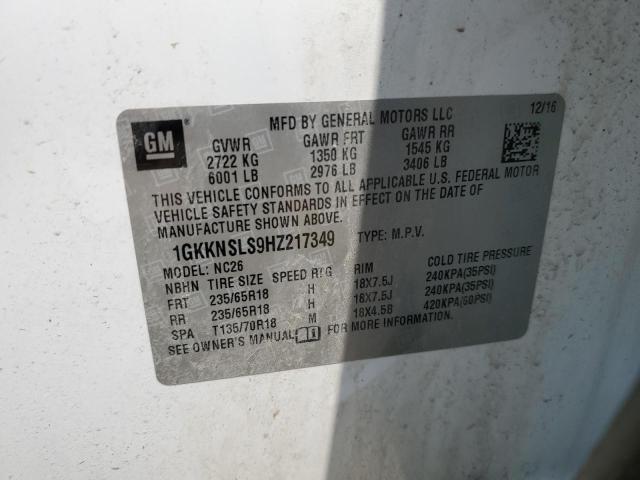 GM
MFD BY GENERAL MOTORS LLC 12/16
GVWR GAWR FRT GAWR RR
2722 KG 1350 KG 1545 KG
6001 LB 2976 LB 3406 LB
THIS VEHICLE CONFORMS TO ALL APPLICABLE U.S. FEDERAL MOTOR
VEHICLE SAFETY STANDARDS IN EFFECT ON THE DATE OF
MANUFACTURE SHOWN ABOVE.
1GKKNSLS9HZ217349 TYPE: M.P.V.
MODEL: NC26
NBHN TIRE SIZE SPEED RTG RIM COLD TIRE PRESSURE
FRT 235/65R18 H 18X7.5J 240KPA(35PSI)
RR 235/65R18 H 18X7.5J 240KPA(35PSI)
SPA T135/70R18 M 18X4.5B 420KPA(60PSI)
SEE OWNER'S MANUAL FOR MORE INFORMATION.